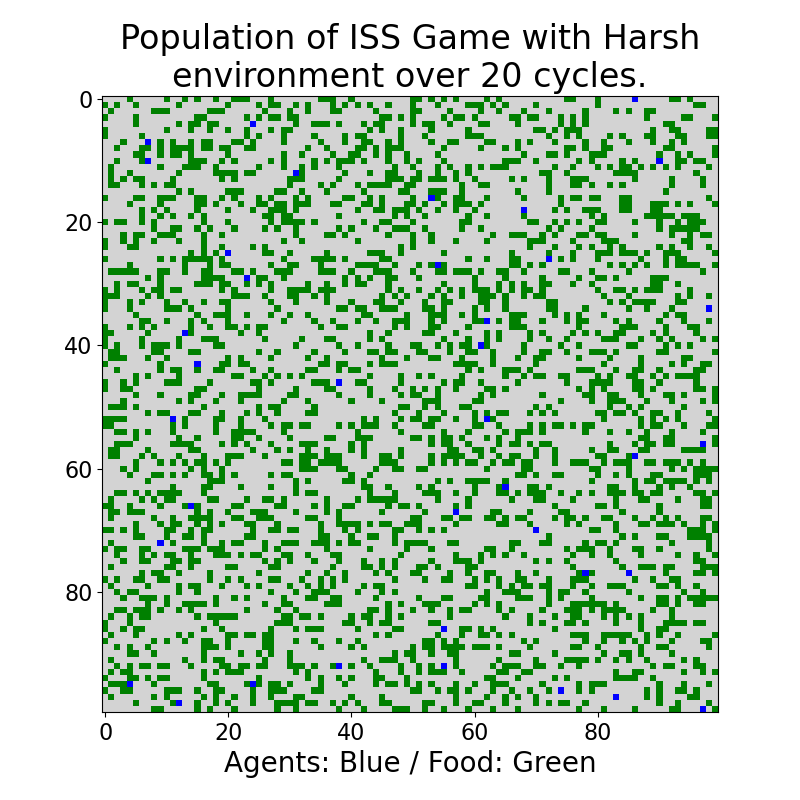 Population of ISS Game with Harsh
environment over 20 cycles.
0
20
40
60
80
0 20 40 60 80
Agents: Blue / Food: Green